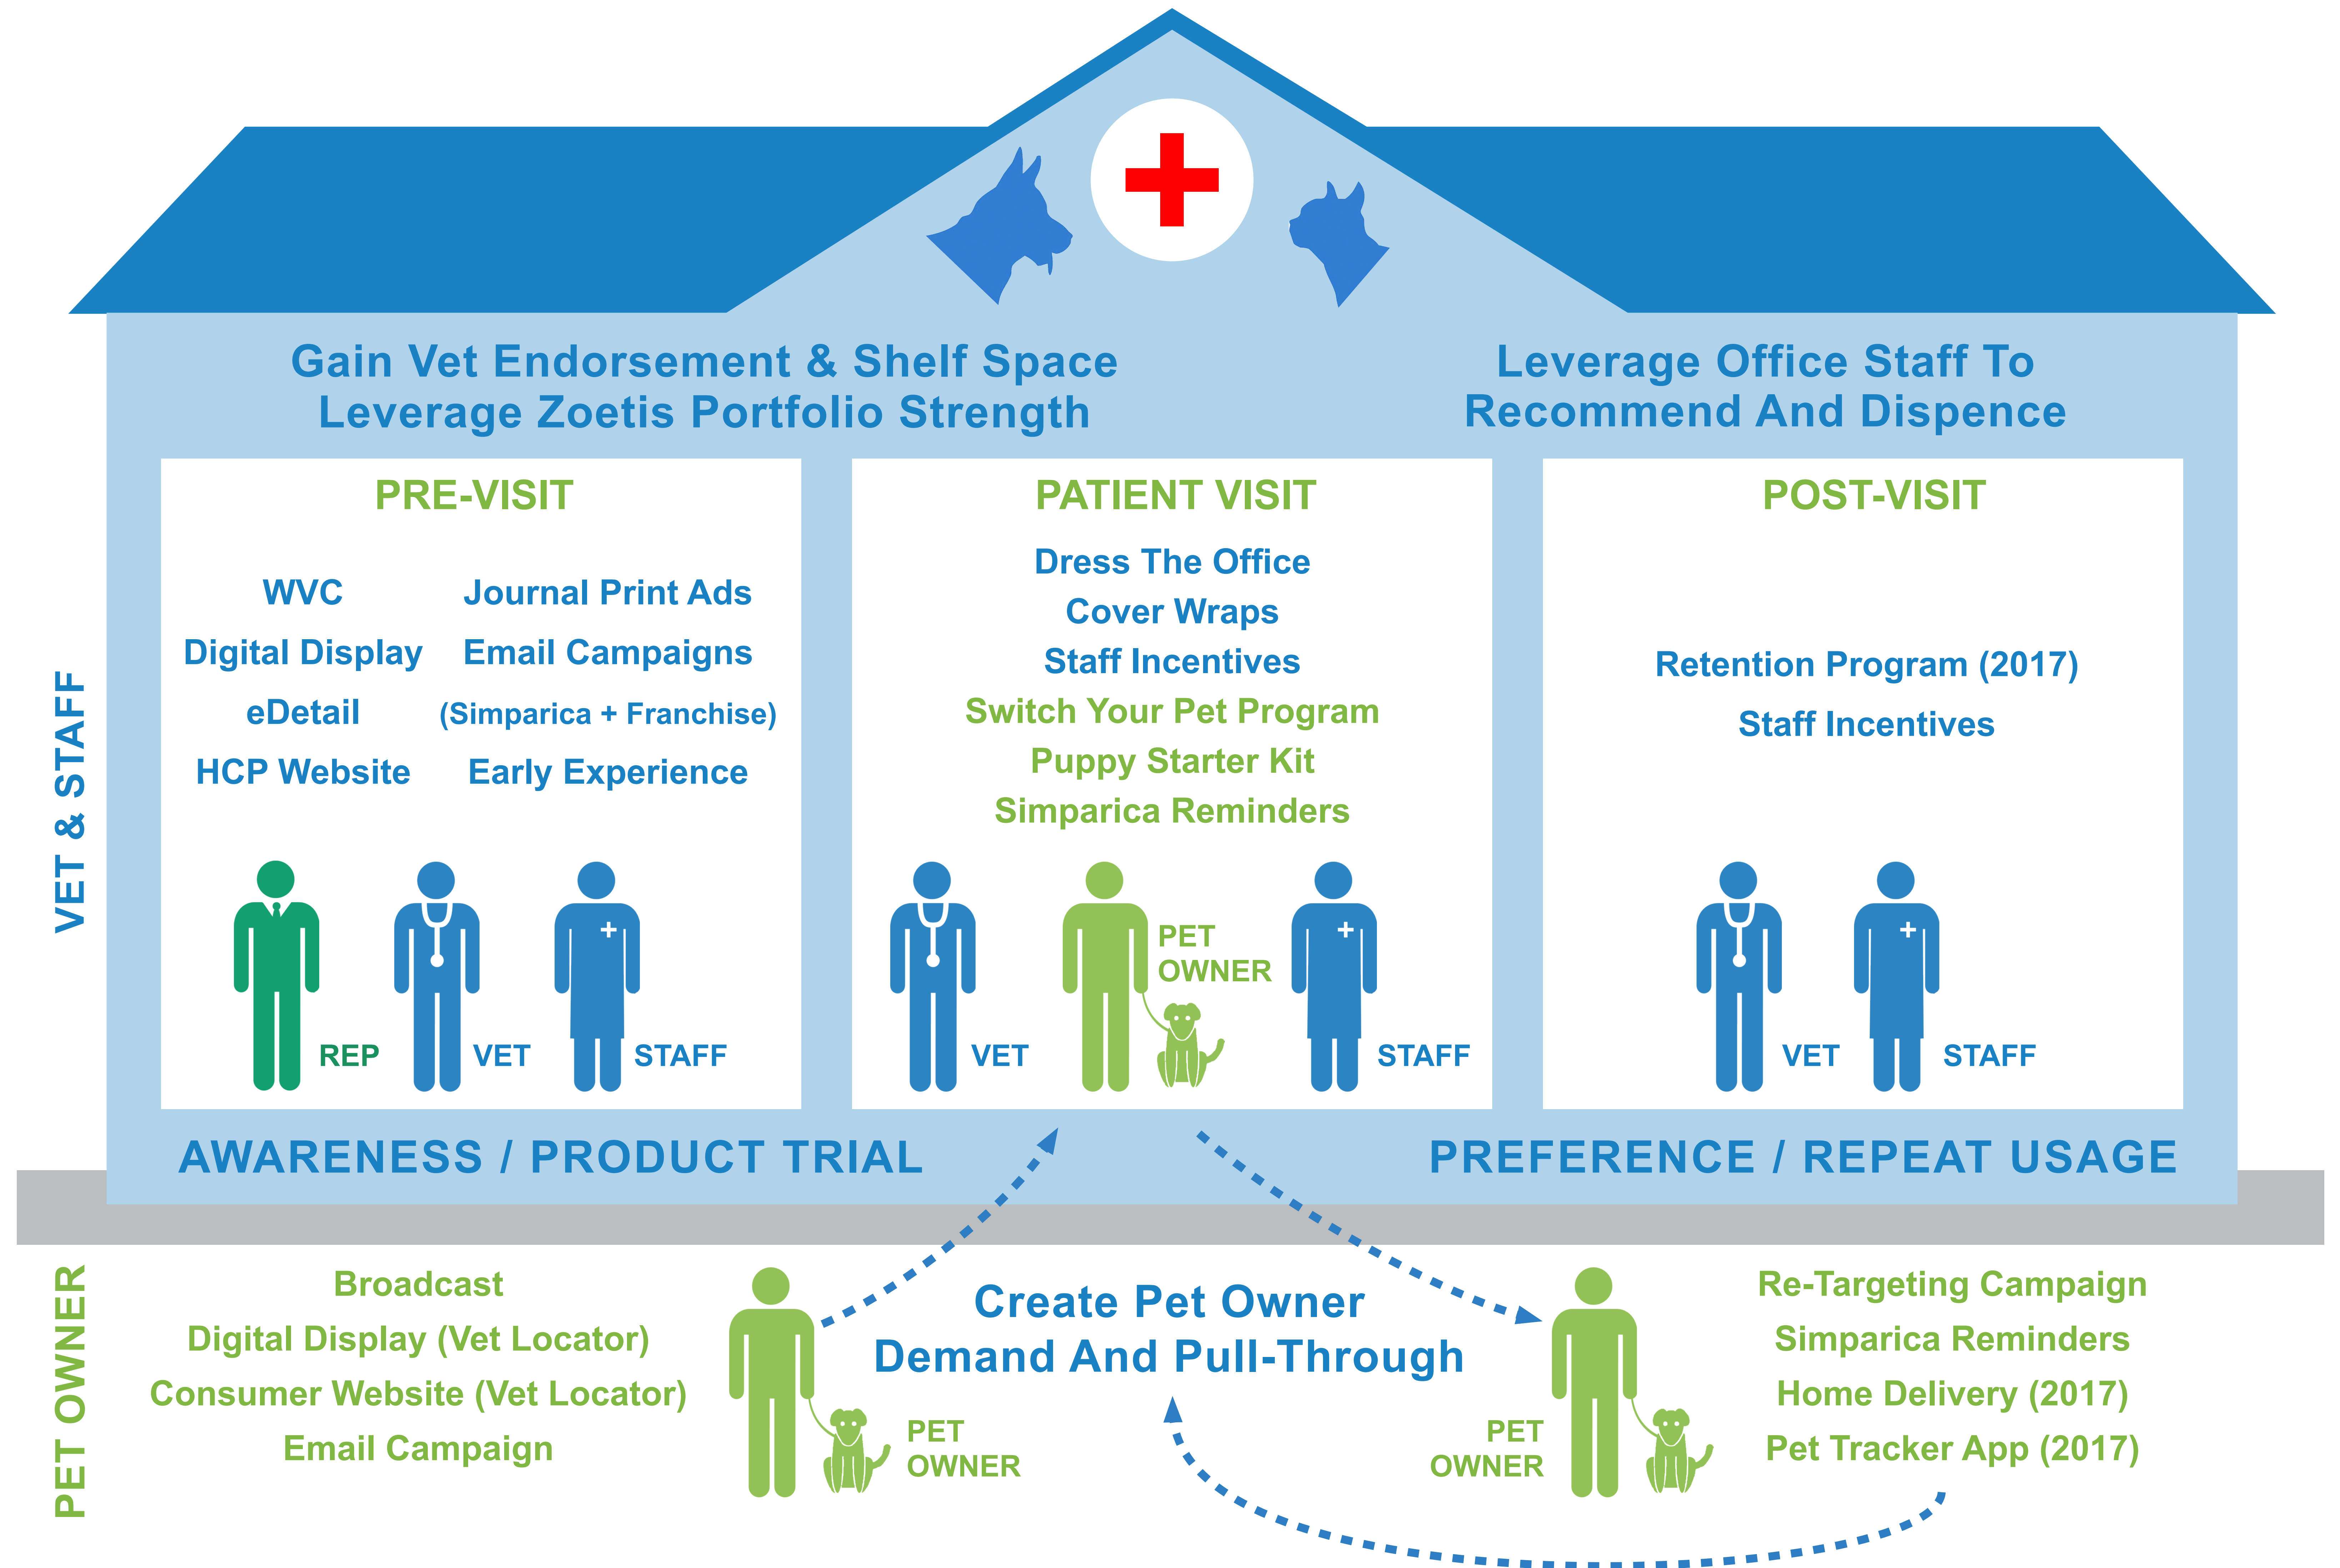 Gain Vet Endorsement & Shelf Space
Leverage Zoetis Portfolio Strength
Leverage Office Staff To
Recommend And Dispence
VET & STAFF
PRE-VISIT
WVC
Digital Display
eDetail
HCP Website
Journal Print Ads
Email Campaigns
(Simparica + Franchise)
Early Experience
REP
VET
STAFF
PATIENT VISIT
Dress The Office
Cover Wraps
Staff Incentives
Switch Your Pet Program
Puppy Starter Kit
Simparica Reminders
VET
PET
OWNER
STAFF
POST-VISIT
Retention Program (2017)
Staff Incentives
VET
STAFF
AWARENESS / PRODUCT TRIAL
PREFERENCE / REPEAT USAGE
PET OWNER
Broadcast
Digital Display (Vet Locator)
Consumer Website (Vet Locator)
Email Campaign
PET
OWNER
Create Pet Owner
Demand And Pull-Through
PET
OWNER
Re-Targeting Campaign
Simparica Reminders
Home Delivery (2017)
Pet Tracker App (2017)